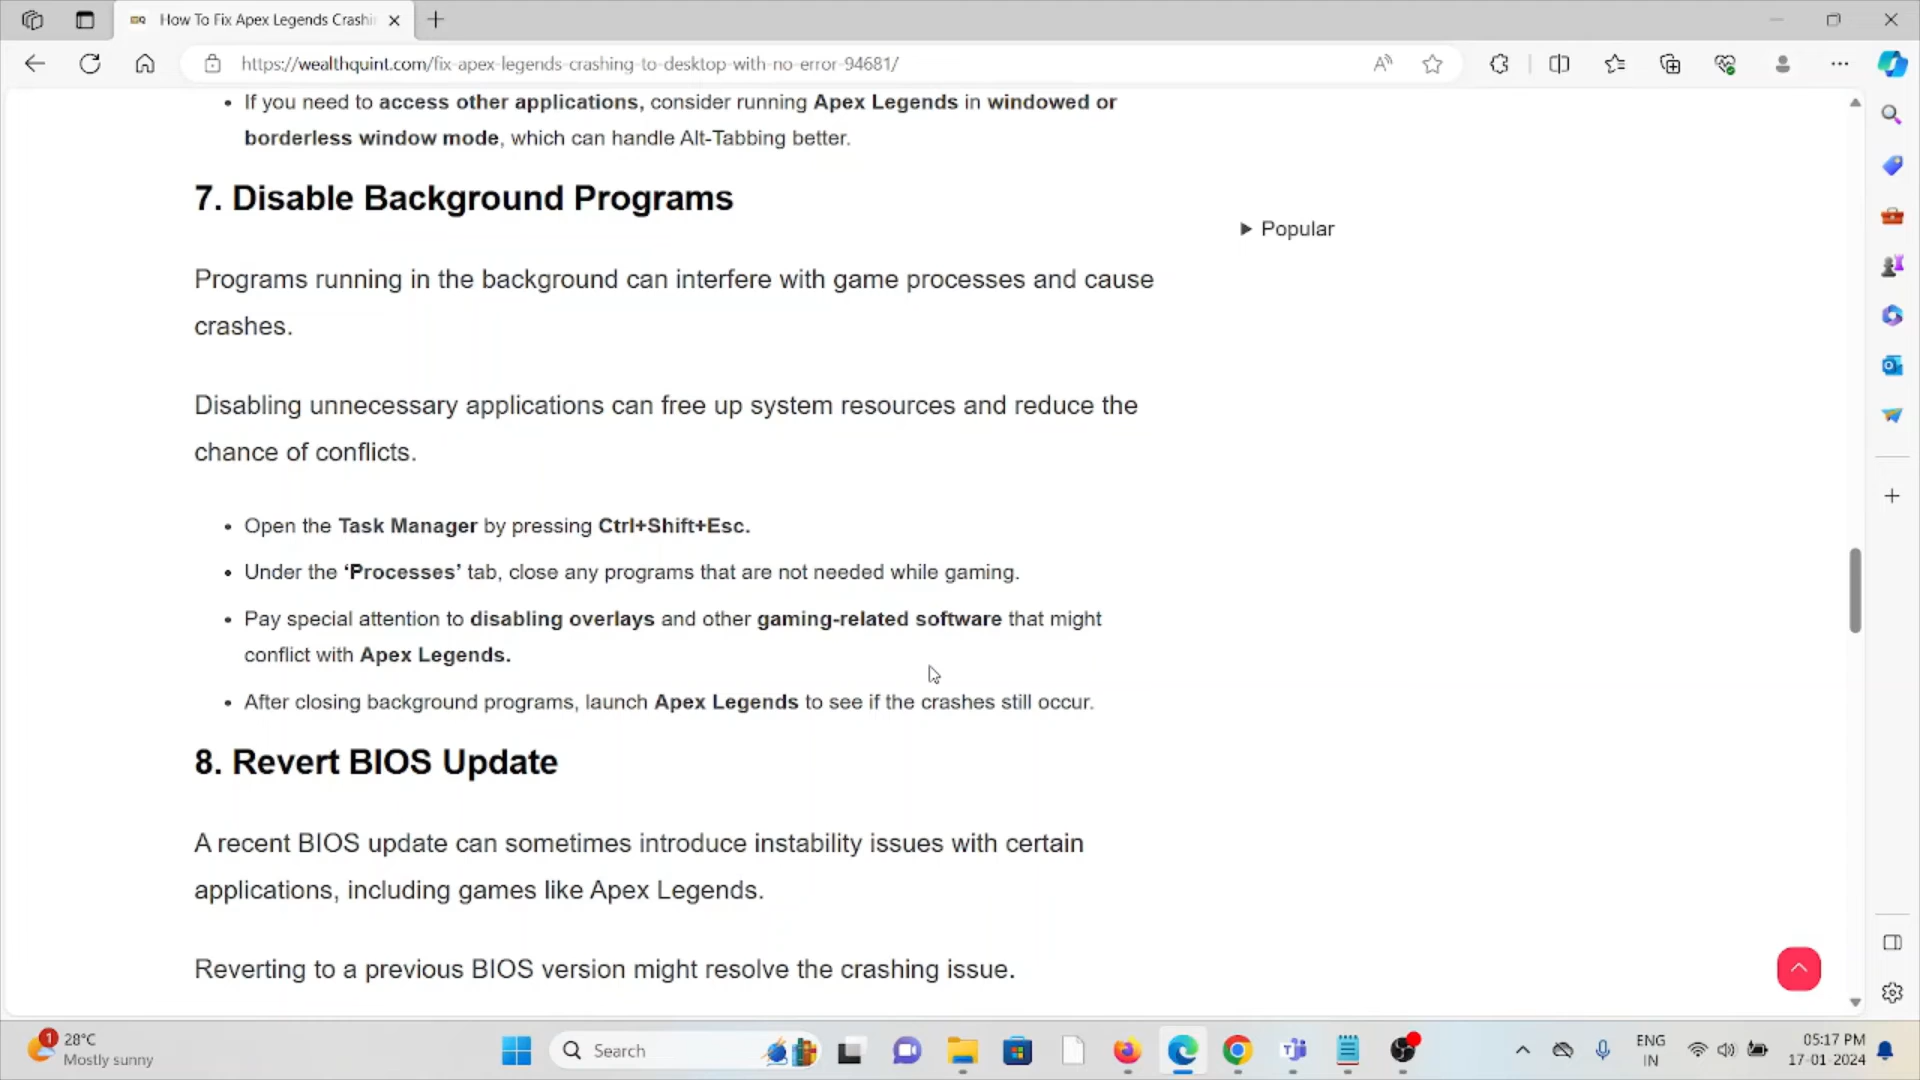 How To Fix Apex Legends Crashi
https://wealthquint.com/fix-apex-legends-crashing-to-desktop-with-no-error-94681/
• If you need to access other applications, consider running Apex Legends in windowed or
borderless window mode, which can handle Alt-Tabbing better.
7. Disable Background Programs
Popular
Programs running in the background can interfere with game processes and cause
crashes.
Disabling unnecessary applications can free up system resources and reduce the
chance of conflicts.
• Open the Task Manager by pressing Ctrl+Shift+Esc.
• Under the ‘Processes’ tab, close any programs that are not needed while gaming.
• Pay special attention to disabling overlays and other gaming-related software that might
conflict with Apex Legends.
• After closing background programs, launch Apex Legends to see if the crashes still occur.
8. Revert BIOS Update
A recent BIOS update can sometimes introduce instability issues with certain
applications, including games like Apex Legends.
Reverting to a previous BIOS version might resolve the crashing issue.
1
28°C
Mostly sunny
Search
ENG
IN
05:17 PM
17-01-2024